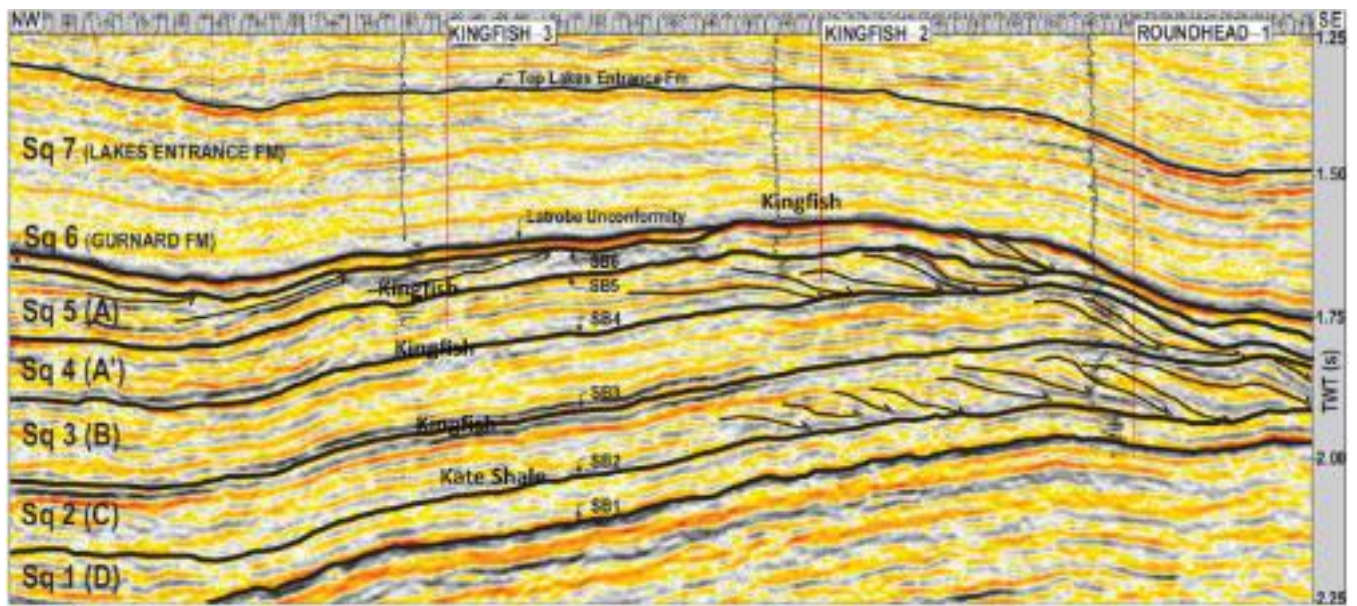 NW
SE
KINGFISH 3
KINGFISH 2
ROUNDHEAD-1
1.25
Top Lakes Entrance Fm
Sq 7 (LAKES ENTRANCE FM)
1.50
Kingfish
Latrobe Unconformity
Sq 6 (GURNARD FM)
SB6
Kingfish
SB5
Sq 5 (A)
SB4
1.75
Kingfish
TWT (s)
Sq 4 (A')
SB3
Kingfish
Sq 3 (B)
SB2
2.00
Kate Shale
SB1
Sq 2 (C)
Sq 1 (D)
2.25